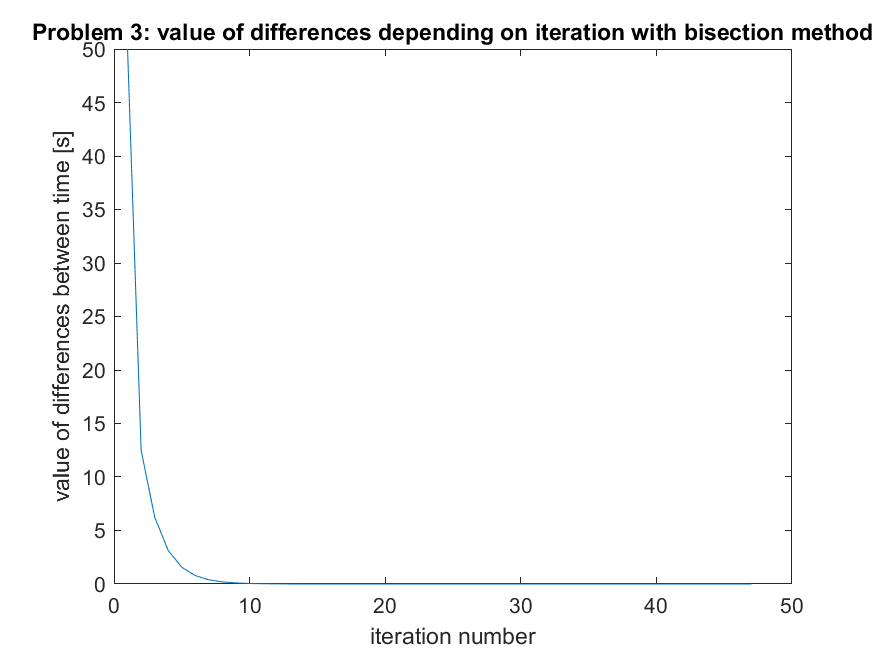 Problem 3: value of differences depending on iteration with bisection method
50
45
40
35
30
25
20
15
10
5
0
value of differences between time [s]
0 10 20 30 40 50
iteration number